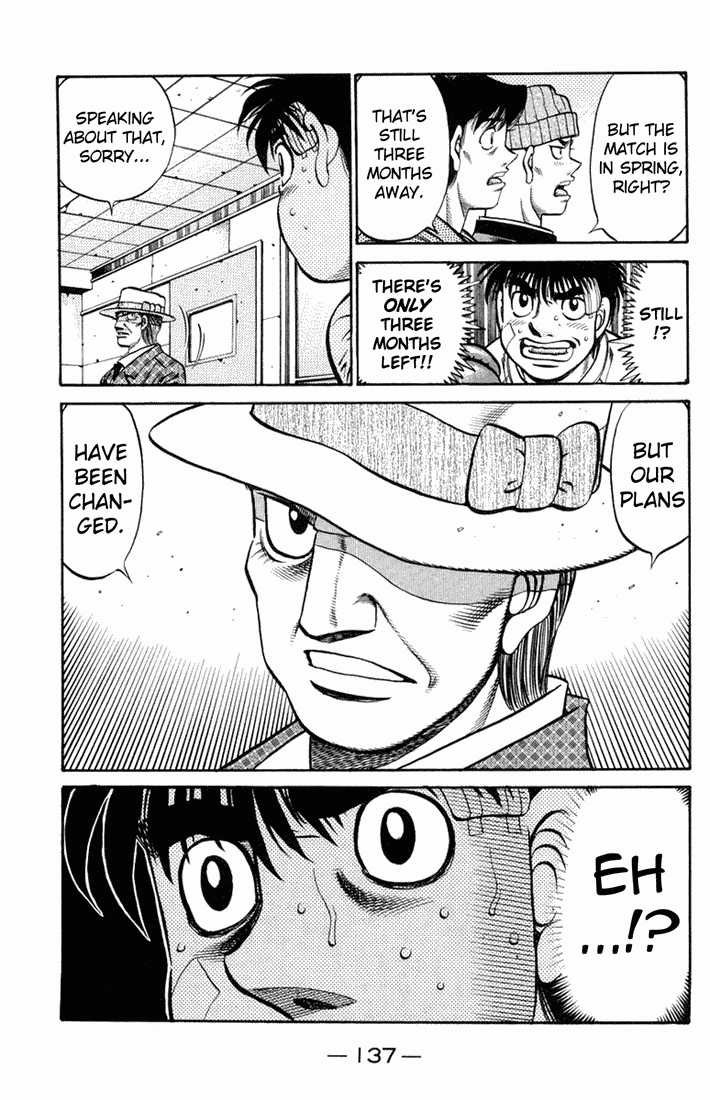 BUT THE
MATCH IS
IN SPRING,
RIGHT?
THAT'S
STILL
THREE
MONTHS
AWAY.
STILL
!?
THERE'S
ONLY
THREE
MONTHS
LEFT!!
SPEAKING
ABOUT THAT,
SORRY...
BUT
OUR
PLANS
HAVE
BEEN
CHAN-
GED.
EH
...!?
— 137 —